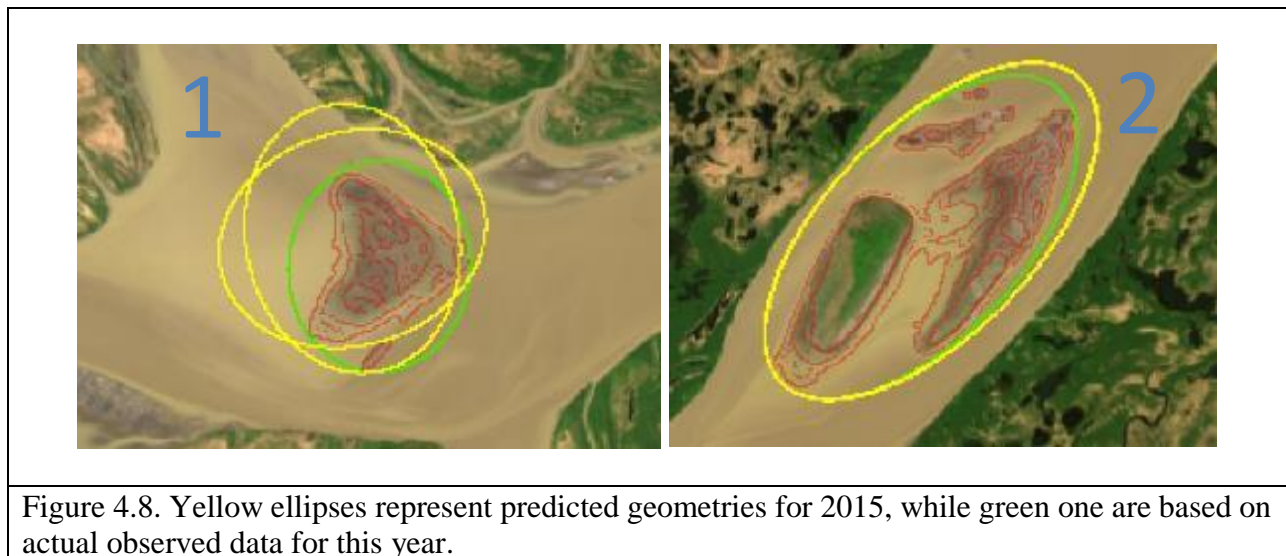 1
2
Figure 4.8. Yellow ellipses represent predicted geometries for 2015, while green one are based on
actual observed data for this year.